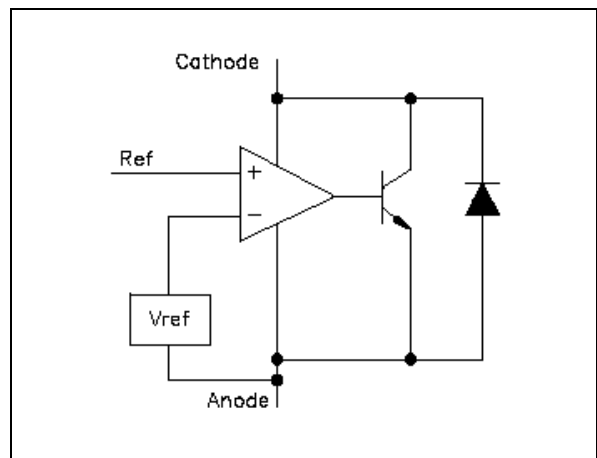 Cathode
Ref
+
−
Vref
Anode